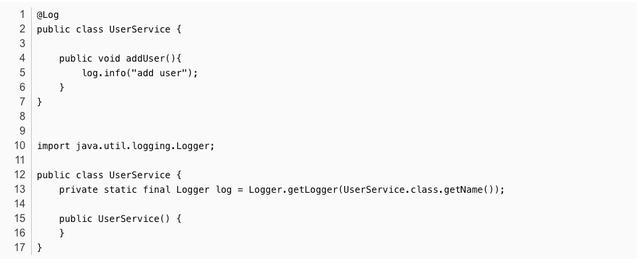 1 @Log
2 public class UserService {
3
4     public void addUser(){
5         log.info("add user");
6     }
7 }
8
9
10 import java.util.logging.Logger;
11
12 public class UserService {
13     private static final Logger log = Logger.getLogger(UserService.class.getName());
14
15     public UserService() {
16     }
17 }